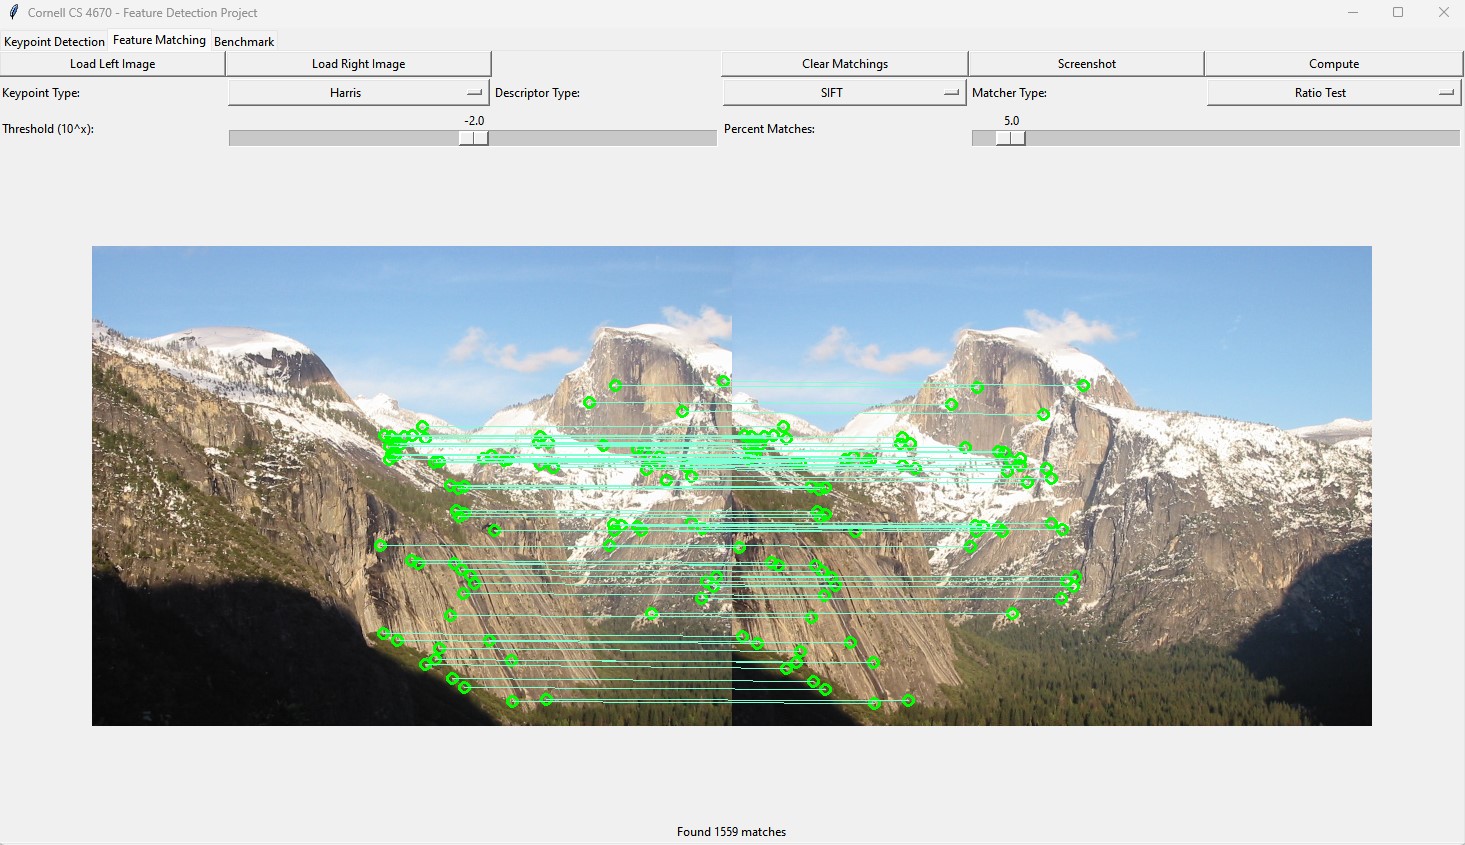 Cornell CS 4670 - Feature Detection Project
Keypoint Detection Feature Matching Benchmark
Load Left Image Load Right Image Clear Matchings Screenshot Compute
Keypoint Type: Harris Descriptor Type: SIFT Matcher Type: Ratio Test
-2.0 5.0
Threshold (10^x): Percent Matches:
Found 1559 matches